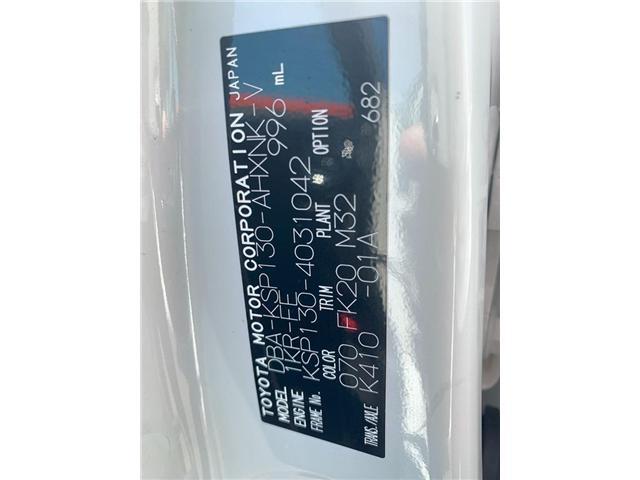 TOYOTA MOTOR CORPORATION JAPAN
MODEL DBA-KSP130-AHXNK-V
ENGINE 1KR-FE 996 mL
FRAME No. KSP130-4031042
COLOR TRIM PLANT OPTION
070 FK20 M32
TRANS./AXLE K410 -01A 682